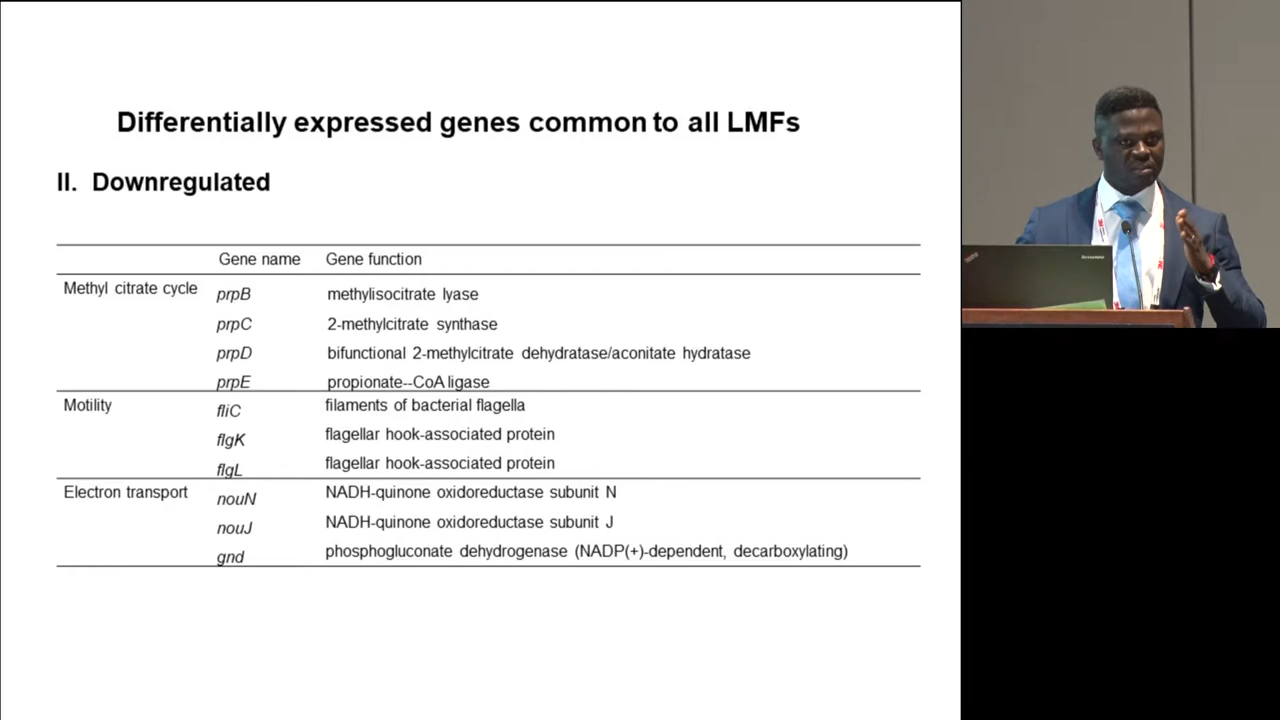 Differentially expressed genes common to all LMFs
II. Downregulated
Gene name Gene function
Methyl citrate cycle prpB methylisocitrate lyase
prpC 2-methylcitrate synthase
prpD bifunctional 2-methylcitrate dehydratase/aconitate hydratase
prpE propionate--CoA ligase
Motility fliC filaments of bacterial flagella
flgK flagellar hook-associated protein
flgL flagellar hook-associated protein
Electron transport nouN NADH-quinone oxidoreductase subunit N
nouJ NADH-quinone oxidoreductase subunit J
gnd phosphogluconate dehydrogenase (NADP(+)-dependent, decarboxylating)